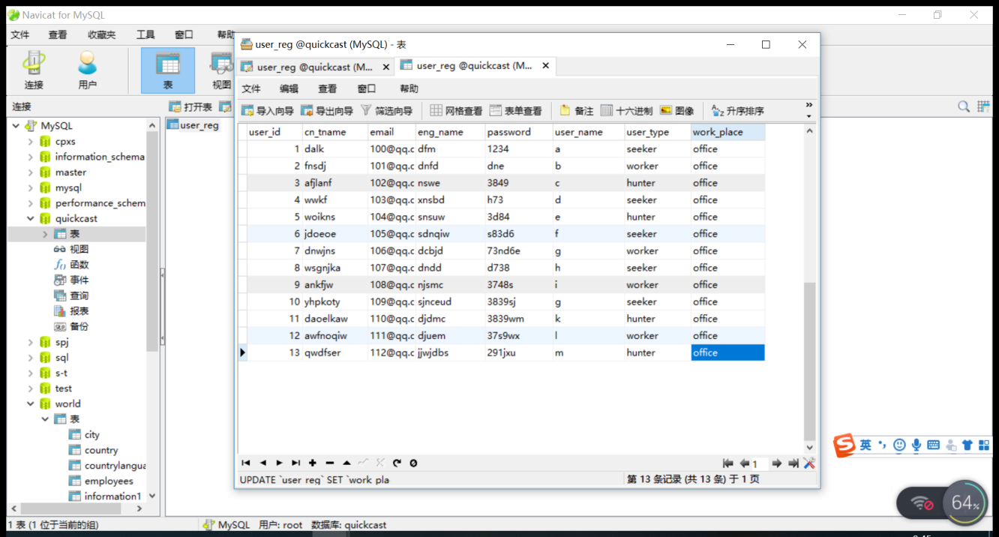 Navicat for MySQL
文件 查看 收藏夹 工具 窗口 帮助
连接 用户 表 视图
连接
打开表
MySQL
cpxs
information_schema
master
mysql
performance_schem
quickcast
表
视图
函数
事件
查询
报表
备份
spj
sql
s-t
test
world
表
city
country
countrylangua
employees
information1
user_reg
user_reg @quickcast (MySQL) - 表
user_reg @quickcast (M... user_reg @quickcast (M...
文件 编辑 查看 窗口 帮助
导入向导 导出向导 筛选向导 网格查看 表单查看 备注 十六进制 图像 升序排序
user_id cn_tname email eng_name password user_name user_type work_place
1 dalk 100@qq.c dfm 1234 a seeker office
2 fnsdj 101@qq.c dnfd dne b worker office
3 afjlanf 102@qq.c nswe 3849 c hunter office
4 wwkf 103@qq.c xnsbd h73 d seeker office
5 woikns 104@qq.c snsuw 3d84 e hunter office
6 jdoeoe 105@qq.c sdnqiw s83d6 f seeker office
7 dnwjns 106@qq.c dcbjd 73nd6e g worker office
8 wsgnjka 107@qq.c dndd d738 h seeker office
9 ankfjw 108@qq.c njsmc 3748s i worker office
10 yhpkoty 109@qq.c sjnceud 3839sj g seeker office
11 daoelkaw 110@qq.c djdmc 3839wm k hunter office
12 awfnoqiw 111@qq.c djuem 37s9wx l worker office
13 qwdfser 112@qq.c jjwjdbs 291jxu m hunter office
1
UPDATE `user_reg` SET `work_pla
第 13 条记录 (共 13 条) 于 1 页
英
64%
1 表 (1 位于当前的组) MySQL 用户: root 数据库: quickcast